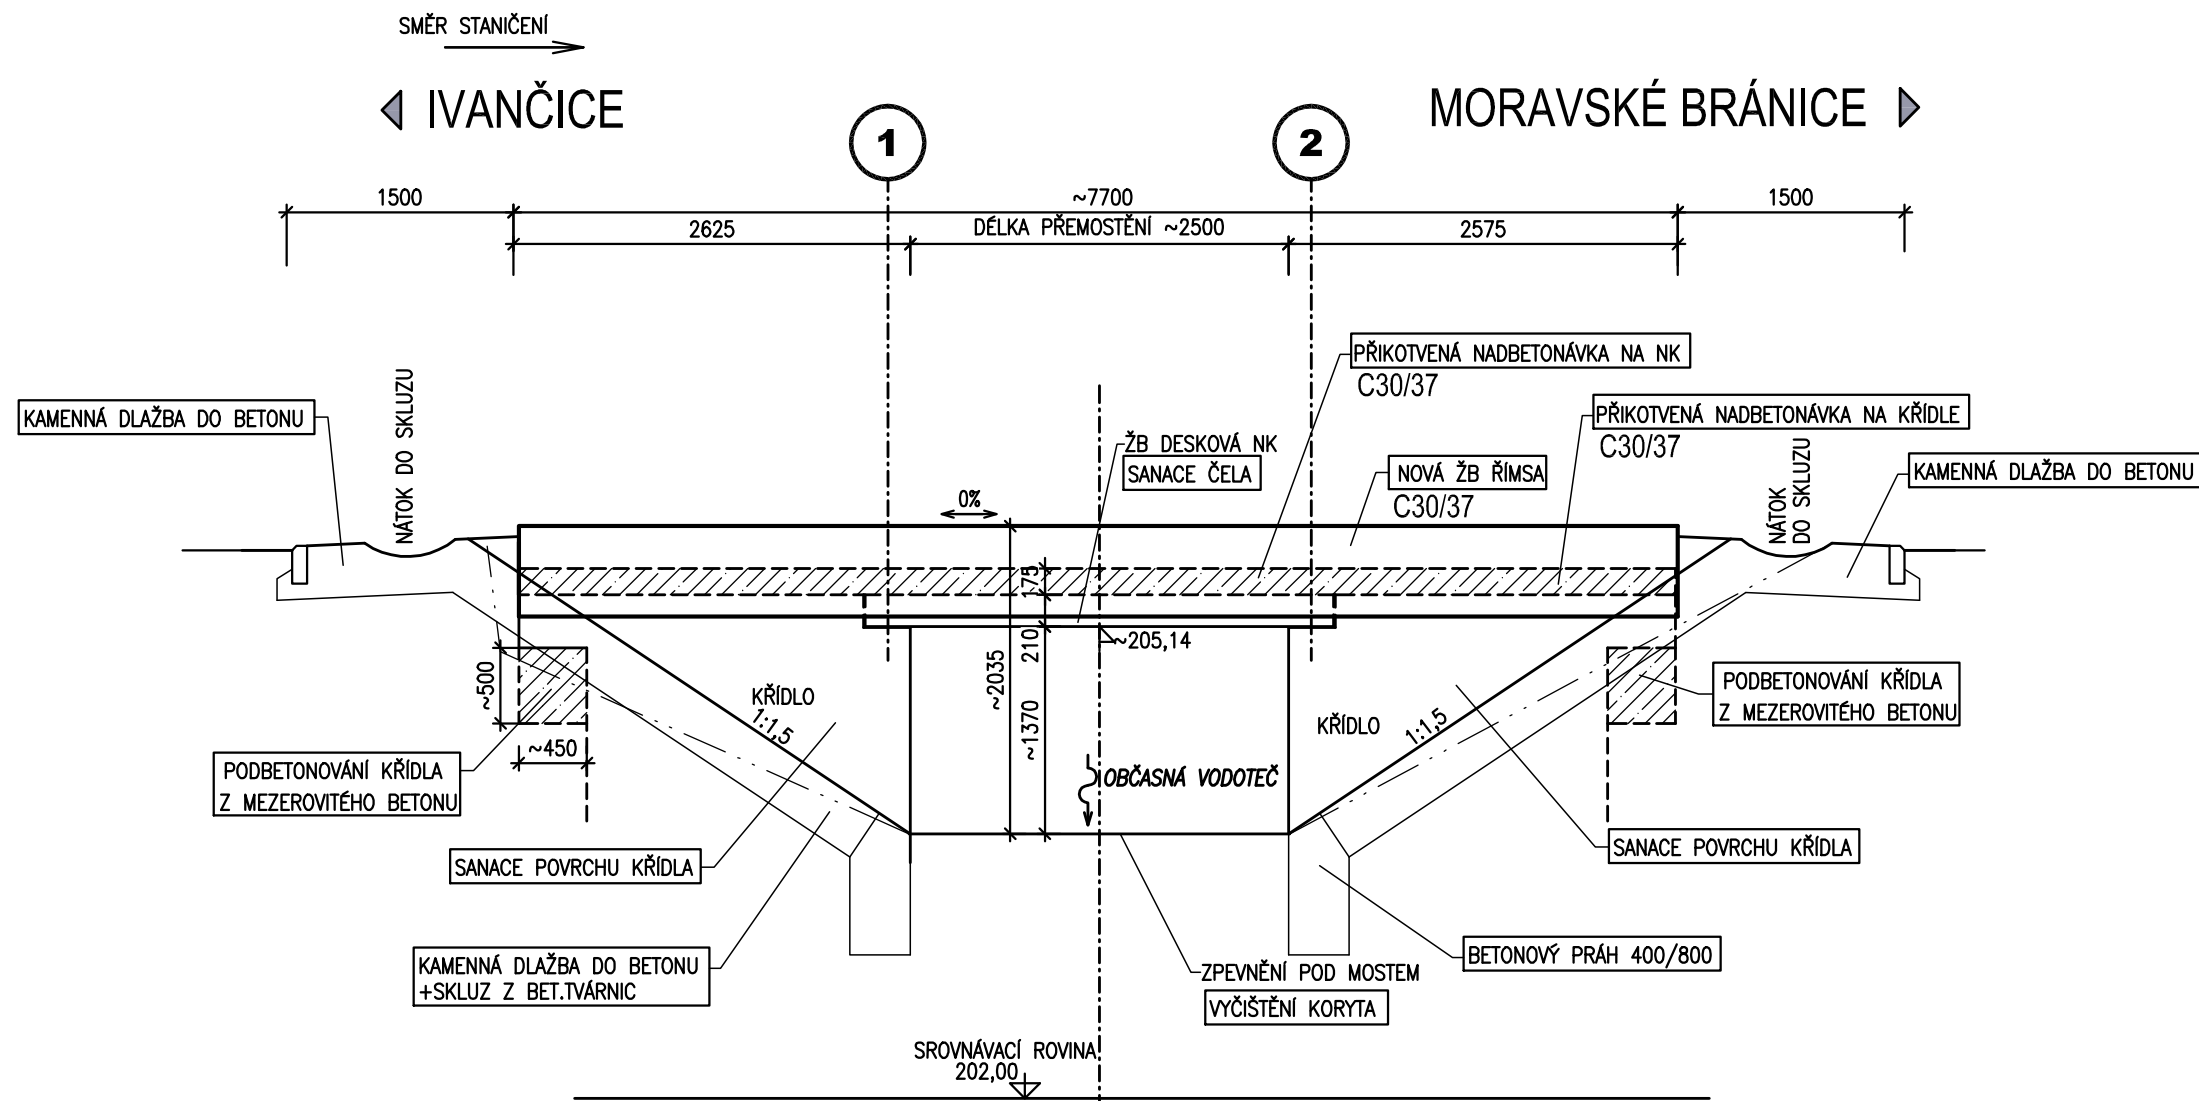 SMĚR STANIČENÍ
IVANČICE
MORAVSKÉ BRÁNICE
1
2
1500
~7700
1500
2625
DÉLKA PŘEMOSTĚNÍ ~2500
2575
PŘIKOTVENÁ NADBETONÁVKA NA NK
C30/37
KAMENNÁ DLAŽBA DO BETONU
NÁTOK DO SKLUZU
PŘIKOTVENÁ NADBETONÁVKA NA KŘÍDLE
C30/37
ŽB DESKOVÁ NK
SANACE ČELA
NOVÁ ŽB ŘÍMSA
C30/37
NÁTOK
DO SKLUZU
KAMENNÁ DLAŽBA DO BETONU
0%
175
210
~205,14
~2035
~1370
~500
~450
KŘÍDLO
1:1,5
KŘÍDLO
1:1,5
PODBETONOVÁNÍ KŘÍDLA
Z MEZEROVITÉHO BETONU
PODBETONOVÁNÍ KŘÍDLA
Z MEZEROVITÉHO BETONU
OBČASNÁ VODOTEČ
SANACE POVRCHU KŘÍDLA
SANACE POVRCHU KŘÍDLA
KAMENNÁ DLAŽBA DO BETONU
+SKLUZ Z BET.TVÁRNIC
BETONOVÝ PRÁH 400/800
ZPEVNĚNÍ POD MOSTEM
VYČIŠTĚNÍ KORYTA
SROVNÁVACÍ ROVINA
202,00